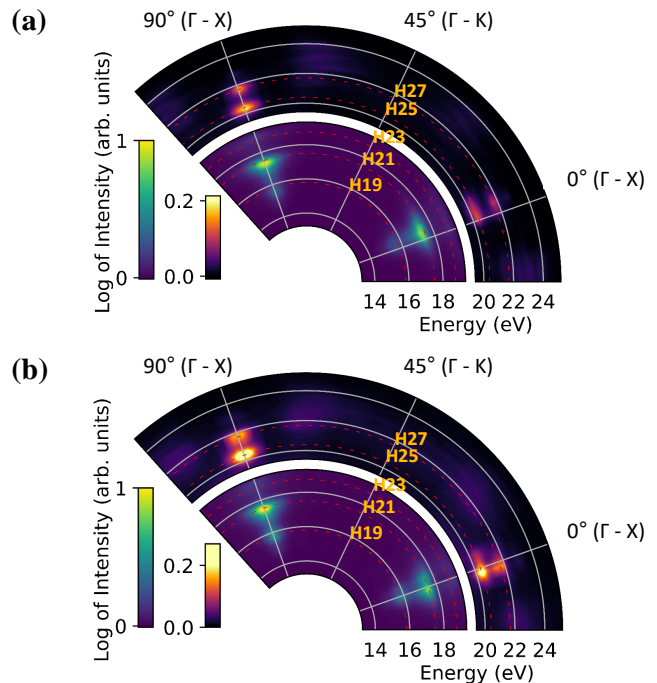 (a)
90° (Γ - X)
45° (Γ - K)
H27
H25
H23
H21
H19
0° (Γ - X)
Log of Intensity (arb. units)
1
0
0.2
0.0
14 16 18 20 22 24
Energy (eV)
(b)
90° (Γ - X)
45° (Γ - K)
H27
H25
H23
H21
H19
0° (Γ - X)
Log of Intensity (arb. units)
1
0
0.2
0.0
14 16 18 20 22 24
Energy (eV)